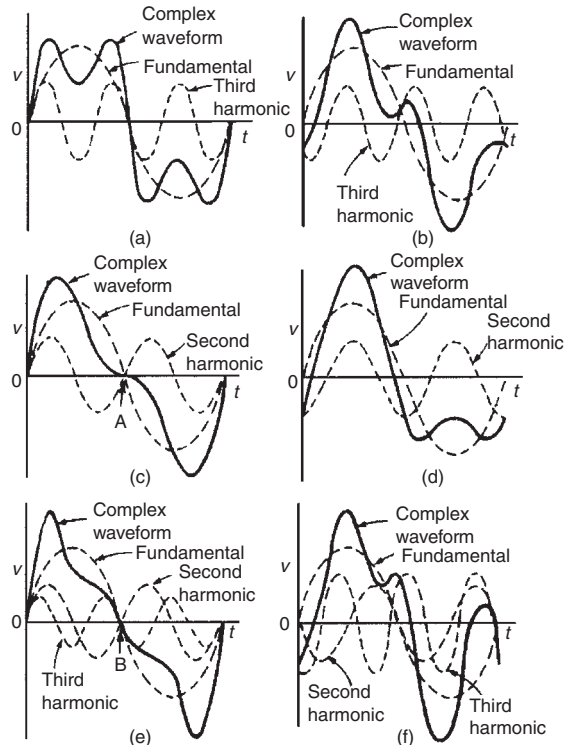 Complex
waveform
Fundamental
Third
harmonic
v
0
t
(a)
Complex
waveform
Fundamental
v
0
t
Third
harmonic
(b)
Complex
waveform
Fundamental
Second
harmonic
v
0
t
A
(c)
Complex
waveform
Fundamental
Second
harmonic
v
0
t
(d)
Complex
waveform
Fundamental
Second
harmonic
v
0
t
Third
harmonic
B
(e)
Complex
waveform
Fundamental
v
0
t
Second
harmonic
Third
harmonic
(f)